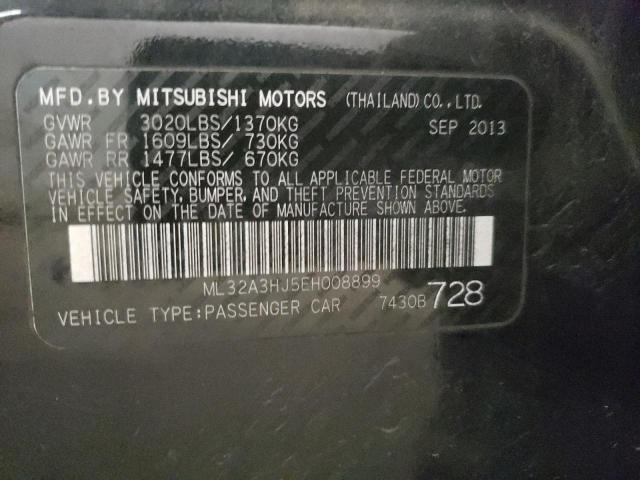 MFD.BY MITSUBISHI MOTORS (THAILAND)CO.,LTD.
GVWR 3020LBS/1370KG SEP 2013
GAWR FR 1609LBS/ 730KG
GAWR RR 1477LBS/ 670KG
THIS VEHICLE CONFORMS TO ALL APPLICABLE FEDERAL MOTOR
VEHICLE SAFETY, BUMPER, AND THEFT PREVENTION STANDARDS
IN EFFECT ON THE DATE OF MANUFACTURE SHOWN ABOVE.
ML32A3HJ5EH008899
VEHICLE TYPE:PASSENGER CAR 7430B 728